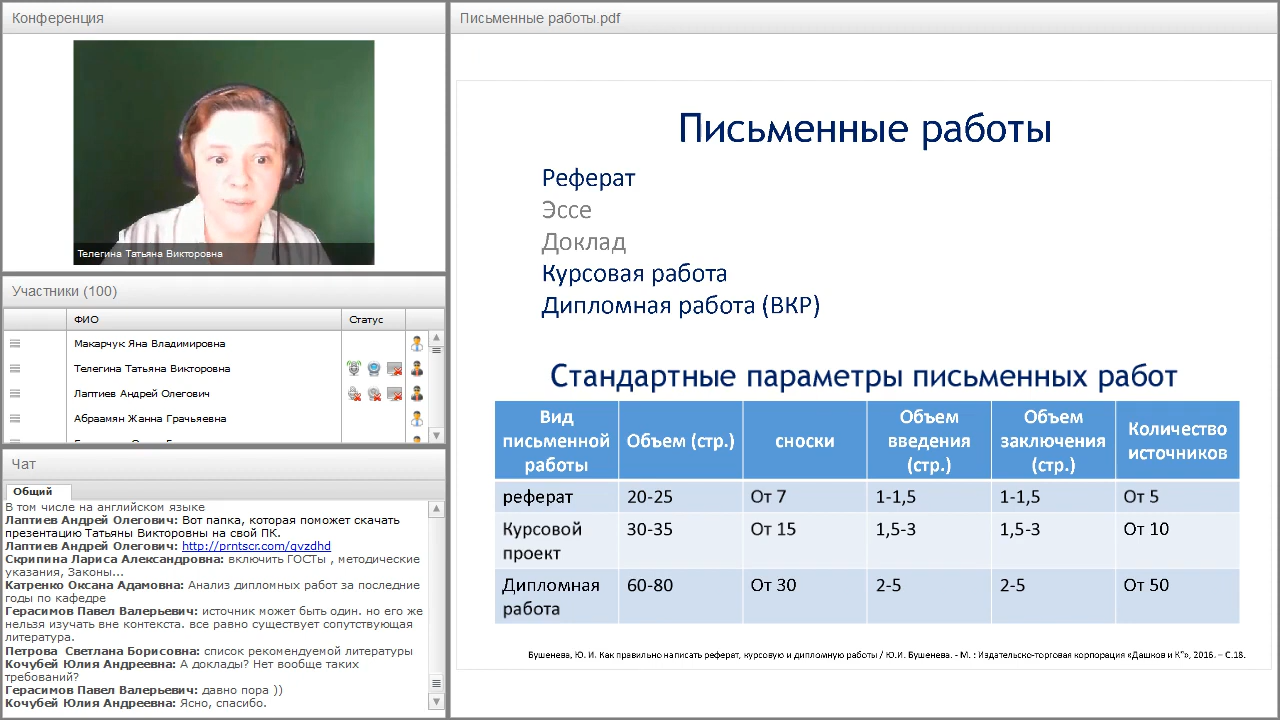 Конференция
Телегина Татьяна Викторовна
Участники (100)
ФИО
Статус
Макарчук Яна Владимировна
Телегина Татьяна Викторовна
Лаптиев Андрей Олегович
Абраамян Жанна Грачьяевна
Чат
Общий
В том числе на английском языке
Лаптиев Андрей Олегович: Вот папка, которая поможет скачать
презентацию Татьяны Викторовны на свой ПК.
Лаптиев Андрей Олегович: http://prntscr.com/gvzdhd
Скрипина Лариса Александровна: включить ГОСТы , методические
указания, Законы...
Катренко Оксана Адамовна: Анализ дипломных работ за последние
годы по кафедре
Герасимов Павел Валерьевич: источник может быть один. но его же
нельзя изучать вне контекста. все равно существует сопутствующая
литература.
Петрова  Светлана Борисовна: список рекомендуемой литературы
Кочубей Юлия Андреевна: А доклады? Нет вообще таких
требований?
Герасимов Павел Валерьевич: давно пора ))
Кочубей Юлия Андреевна: Ясно, спасибо.
Письменные работы.pdf
Письменные работы
Реферат
Эссе
Доклад
Курсовая работа
Дипломная работа (ВКР)
Стандартные параметры письменных работ
Вид письменной работы | Объем (стр.) | сноски | Объем введения (стр.) | Объем заключения (стр.) | Количество источников
реферат | 20-25 | От 7 | 1-1,5 | 1-1,5 | От 5
Курсовой проект | 30-35 | От 15 | 1,5-3 | 1,5-3 | От 10
Дипломная работа | 60-80 | От 30 | 2-5 | 2-5 | От 50
Бушенева, Ю. И. Как правильно написать реферат, курсовую и дипломную работы / Ю.И. Бушенева. - М. : Издательско-торговая корпорация «Дашков и К°», 2016. – С.18.